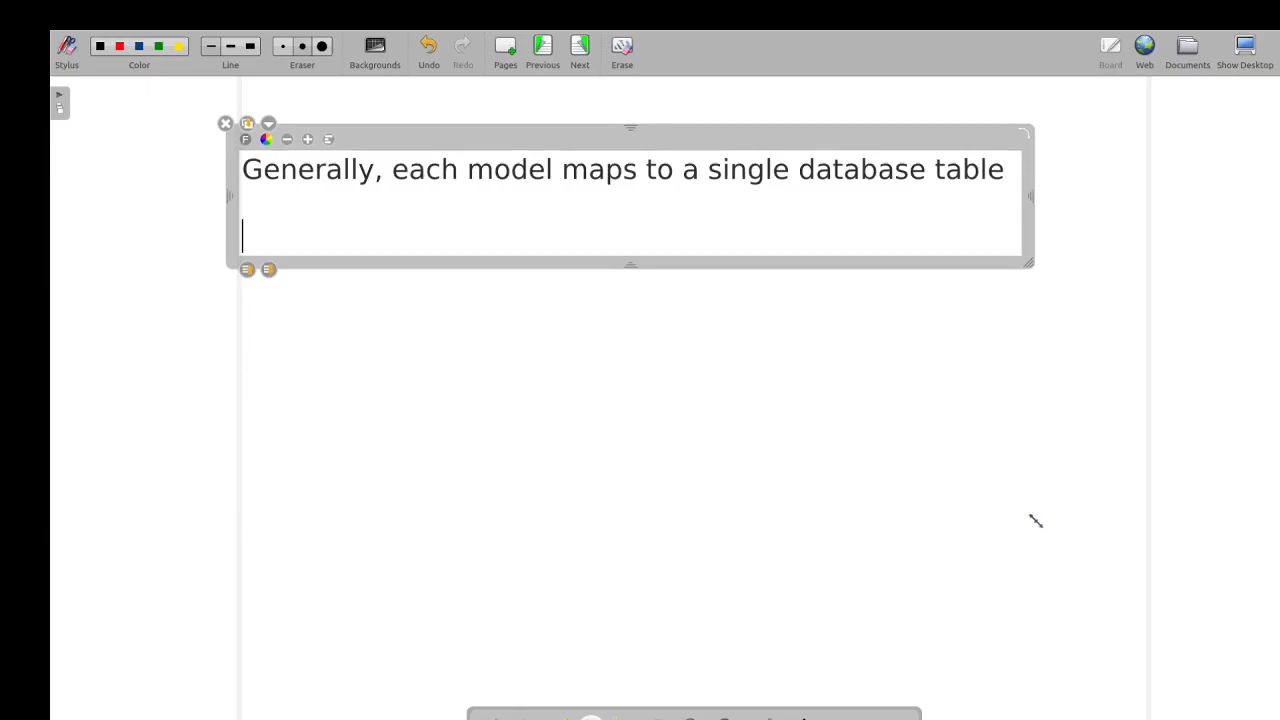 Stylus Color Line Eraser Backgrounds Undo Redo Pages Previous Next Erase Board Web Documents Show Desktop
Generally, each model maps to a single database table